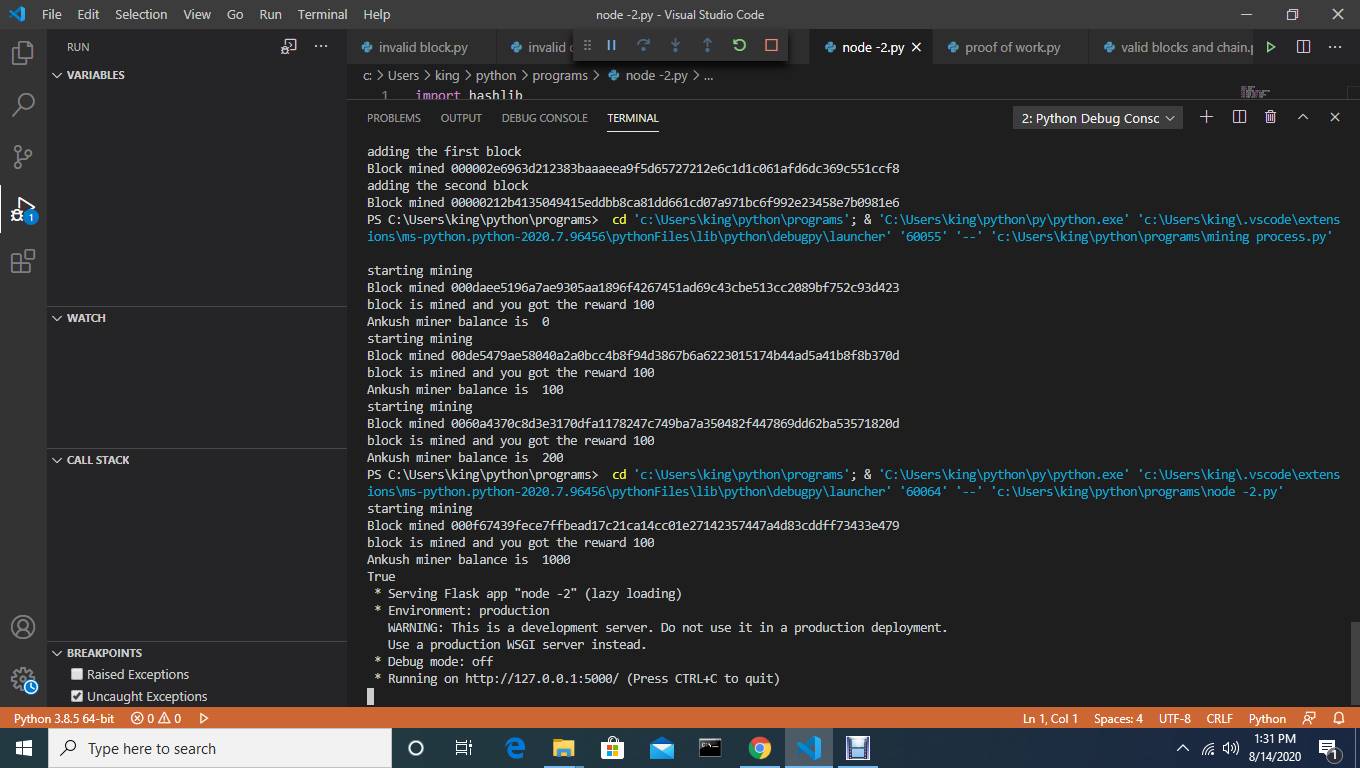 File Edit Selection View Go Run Terminal Help
node -2.py - Visual Studio Code
RUN
invalid block.py
invalid
node -2.py
proof of work.py
valid blocks and chain.p
VARIABLES
c: > Users > king > python > programs > node -2.py > ...
1 import hashlib
PROBLEMS OUTPUT DEBUG CONSOLE TERMINAL
2: Python Debug Consc
adding the first block
Block mined 000002e6963d212383baaaeea9f5d65727212e6c1d1c061afd6dc369c551ccf8
adding the second block
Block mined 00000212b4135049415eddbb8ca81dd661cd07a971bc6f992e23458e7b0981e6
PS C:\Users\king\python\programs>  cd 'c:\Users\king\python\programs'; & 'C:\Users\king\python\py\python.exe' 'c:\Users\king\.vscode\extens
ions\ms-python.python-2020.7.96456\pythonFiles\lib\python\debugpy\launcher' '60055' '--' 'c:\Users\king\python\programs\mining process.py'
starting mining
Block mined 000daee5196a7ae9305aa1896f4267451ad69c43cbe513cc2089bf752c93d423
block is mined and you got the reward 100
Ankush miner balance is  0
starting mining
Block mined 00de5479ae58040a2a0bcc4b8f94d3867b6a6223015174b44ad5a41b8f8b370d
block is mined and you got the reward 100
Ankush miner balance is  100
starting mining
Block mined 0060a4370c8d3e3170dfa1178247c749ba7a350482f447869dd62ba53571820d
block is mined and you got the reward 100
Ankush miner balance is  200
PS C:\Users\king\python\programs>  cd 'c:\Users\king\python\programs'; & 'C:\Users\king\python\py\python.exe' 'c:\Users\king\.vscode\extens
ions\ms-python.python-2020.7.96456\pythonFiles\lib\python\debugpy\launcher' '60064' '--' 'c:\Users\king\python\programs\node -2.py'
starting mining
Block mined 000f67439fece7ffbead17c21ca14cc01e27142357447a4d83cddff73433e479
block is mined and you got the reward 100
Ankush miner balance is  1000
True
* Serving Flask app "node -2" (lazy loading)
* Environment: production
WARNING: This is a development server. Do not use it in a production deployment.
Use a production WSGI server instead.
* Debug mode: off
* Running on http://127.0.0.1:5000/ (Press CTRL+C to quit)
WATCH
CALL STACK
BREAKPOINTS
Raised Exceptions
Uncaught Exceptions
1
Python 3.8.5 64-bit 0 0
Ln 1, Col 1 Spaces: 4 UTF-8 CRLF Python
Type here to search
1:31 PM
8/14/2020
1